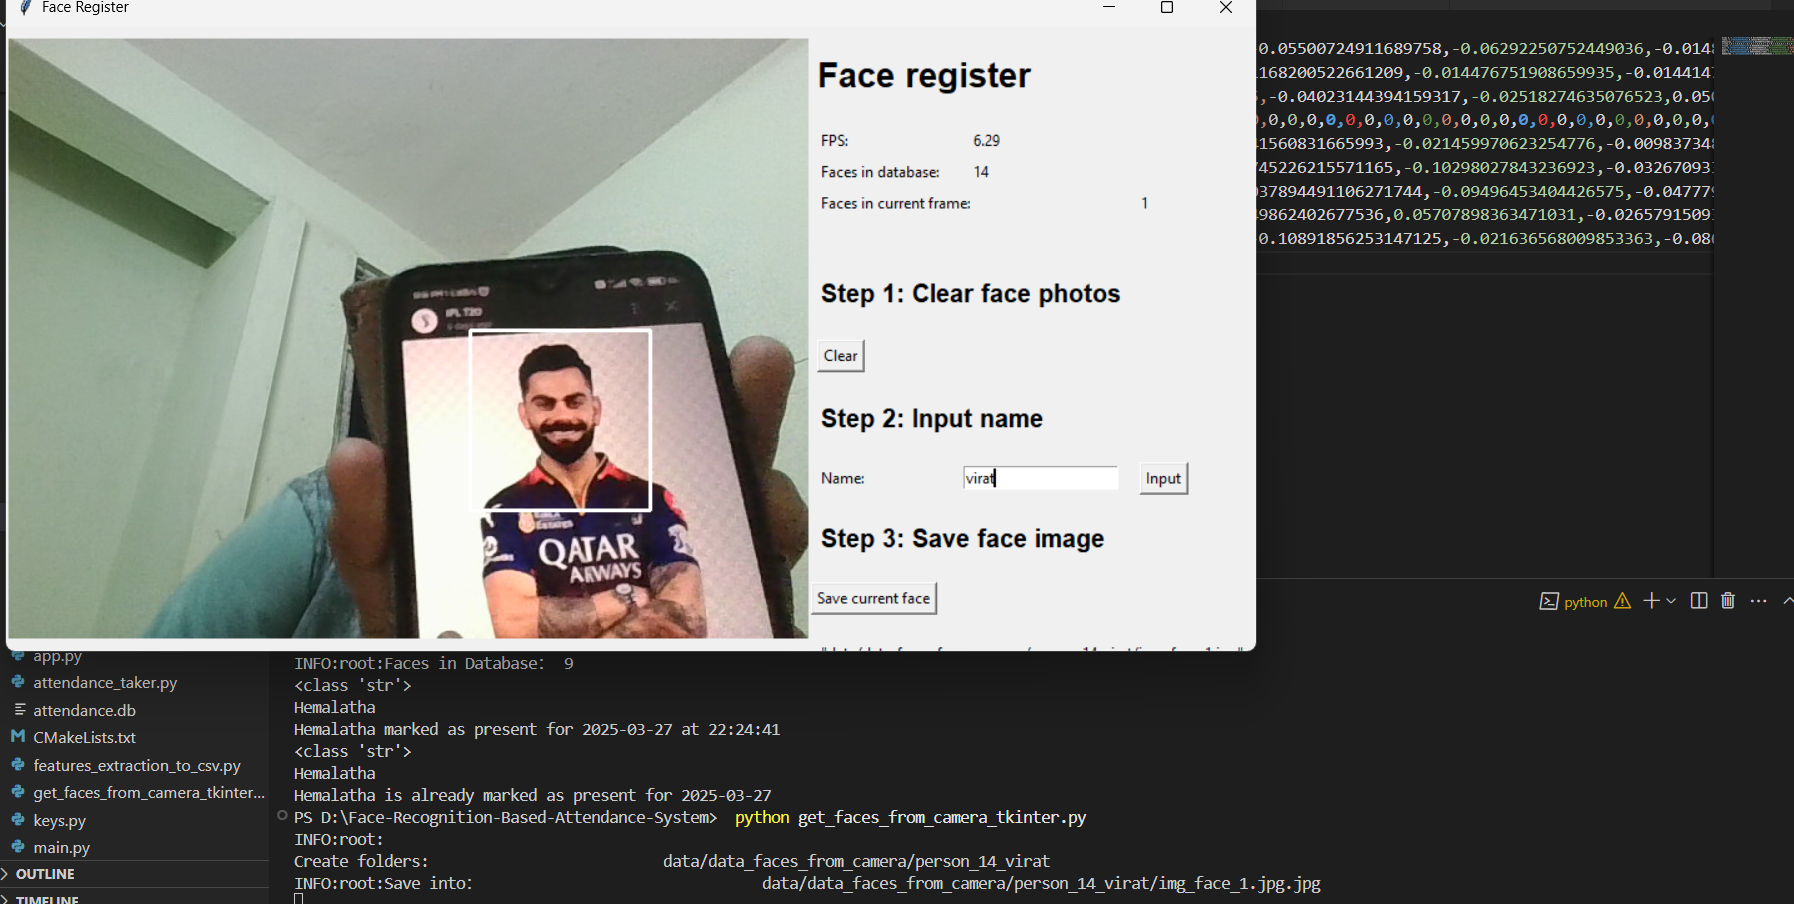 Face Register
Face register
FPS: 6.29
Faces in database: 14
Faces in current frame: 1
Step 1: Clear face photos
Clear
Step 2: Input name
Name: virat Input
Step 3: Save face image
Save current face
IPL T20
QATAR
AIRWAYS
0.05500724911689758,-0.06292250752449036,-0.0148
168200522661209,-0.014476751908659935,-0.014414
,-0.04023144394159317,-0.02518274635076523,0.050
,0,0,0,0,0,0,0,0,0,0,0,0,0,0,0,0,0,0,0,0,0,0,0,
1560831665993,-0.021459970623254776,-0.00983734
745226215571165,-0.10298027843236923,-0.0326709
37894491106271744,-0.09496453404426575,-0.04777
9862402677536,0.05707898363471031,-0.026579150
0.10891856253147125,-0.021636568009853363,-0.08
python
app.py
attendance_taker.py
attendance.db
CMakeLists.txt
features_extraction_to_csv.py
get_faces_from_camera_tkinter...
keys.py
main.py
OUTLINE
TIMELINE
INFO:root:Faces in Database: 9
<class 'str'>
Hemalatha
Hemalatha marked as present for 2025-03-27 at 22:24:41
<class 'str'>
Hemalatha
Hemalatha is already marked as present for 2025-03-27
PS D:\Face-Recognition-Based-Attendance-System> python get_faces_from_camera_tkinter.py
INFO:root:
Create folders: data/data_faces_from_camera/person_14_virat
INFO:root:Save into: data/data_faces_from_camera/person_14_virat/img_face_1.jpg.jpg